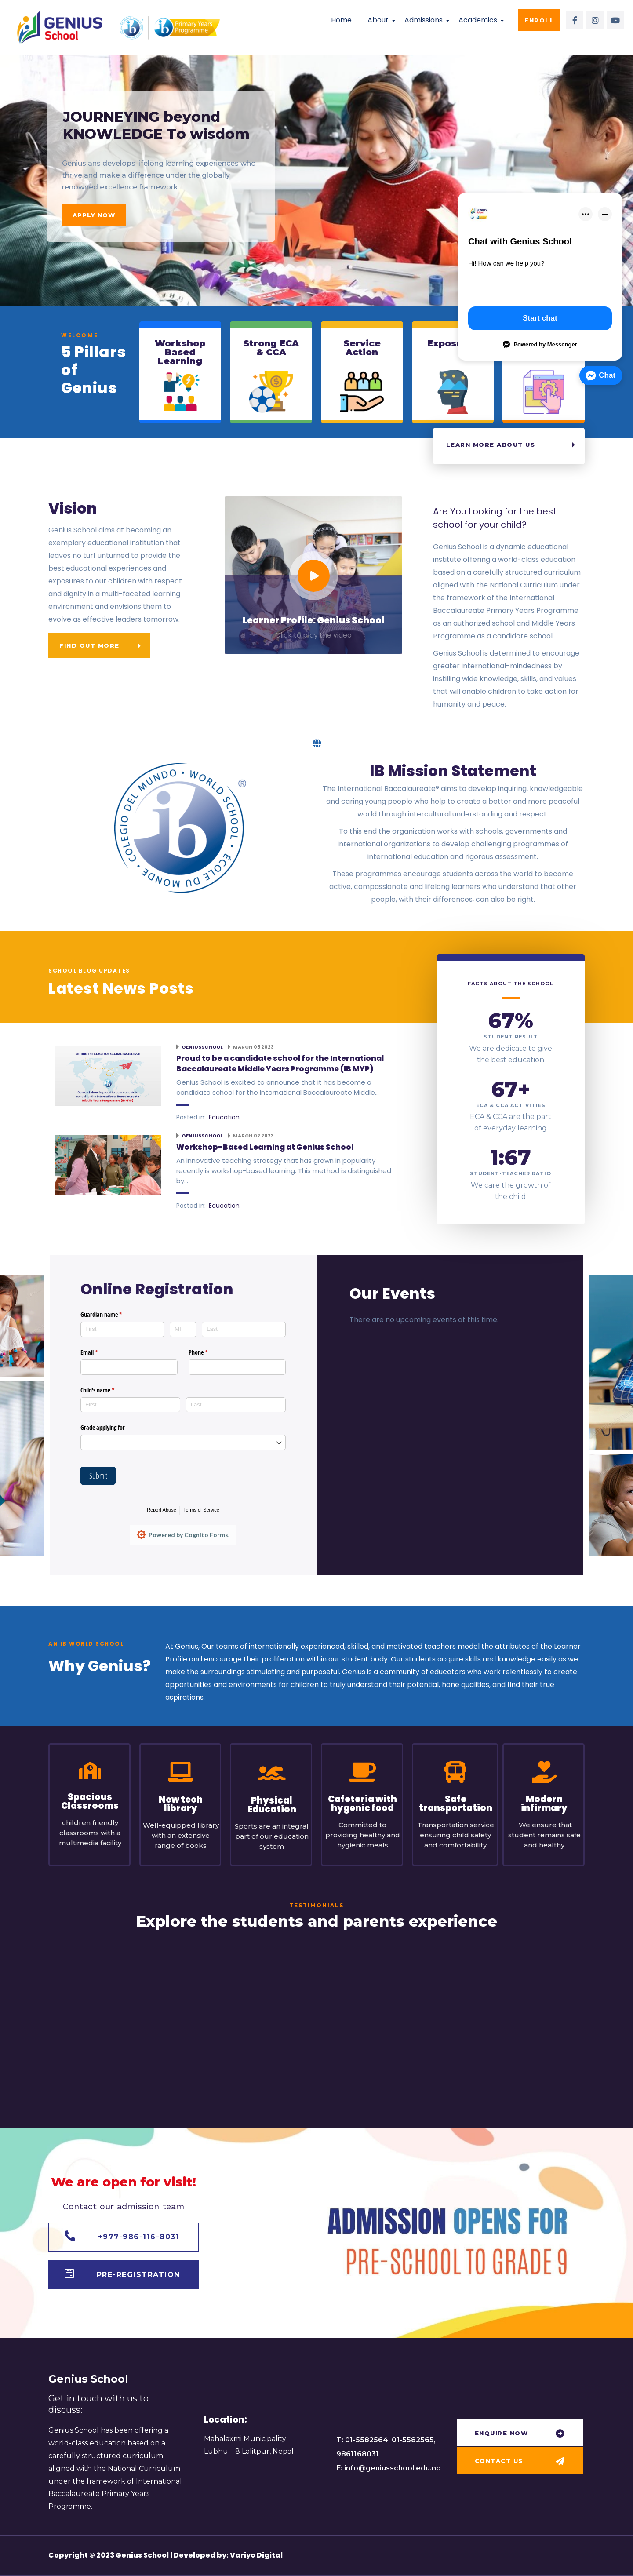 GENIUS
School
Primary Years
Programme
Home
About
Admissions
Academics
ENROLL
JOURNEYING beyond
KNOWLEDGE To wisdom
Geniusians develops lifelong learning experiences who
thrive and make a difference under the globally
renowned excellence framework
APPLY NOW
Chat with Genius School
Hi! How can we help you?
Start chat
Powered by Messenger
Chat
WELCOME
5 Pillars
of
Genius
Workshop
Based
Learning
Strong ECA
& CCA
Service
Action
LEARN MORE ABOUT US
Vision
Genius School aims at becoming an
exemplary educational institution that
leaves no turf unturned to provide the
best educational experiences and
exposures to our children with respect
and dignity in a multi-faceted learning
environment and envisions them to
evolve as effective leaders tomorrow.
FIND OUT MORE
Learner Profile: Genius School
Click to play the video
Are You Looking for the best
school for your child?
Genius School is a dynamic educational
institute offering a world-class education
based on a carefully structured curriculum
aligned with the National Curriculum under
the framework of the International
Baccalaureate Primary Years Programme
as an authorized school and Middle Years
Programme as a candidate school.
Genius School is determined to encourage
greater international-mindedness by
instilling wide knowledge, skills, and values
that will enable children to take action for
humanity and peace.
COLEGIO DEL MUNDO · WORLD SCHOOL · ÉCOLE DU MONDE ·
ib
®
IB Mission Statement
The International Baccalaureate® aims to develop inquiring, knowledgeable
and caring young people who help to create a better and more peaceful
world through intercultural understanding and respect.
To this end the organization works with schools, governments and
international organizations to develop challenging programmes of
international education and rigorous assessment.
These programmes encourage students across the world to become
active, compassionate and lifelong learners who understand that other
people, with their differences, can also be right.
SCHOOL BLOG UPDATES
Latest News Posts
FACTS ABOUT THE SCHOOL
67%
STUDENT RESULT
We are dedicate to give
the best education
67+
ECA & CCA ACTIVITIES
ECA & CCA are the part
of everyday learning
1:67
STUDENT-TEACHER RATIO
We care the growth of
the child
GETTING THE STAGE FOR GLOBAL EXCELLENCE
GENIUSSCHOOL
MARCH 05 2023
Proud to be a candidate school for the International
Baccalaureate Middle Years Programme (IB MYP)
Genius School is excited to announce that it has become a
candidate school for the International Baccalaureate Middle...
Posted in: Education
GENIUSSCHOOL
MARCH 02 2023
Workshop-Based Learning at Genius School
An innovative teaching strategy that has grown in popularity
recently is workshop-based learning. This method is distinguished
by...
Posted in: Education
Online Registration
Guardian name *
First
MI
Last
Email *
Phone *
Child's name *
First
Last
Grade applying for
Submit
Report Abuse
Terms of Service
Powered by Cognito Forms.
Our Events
There are no upcoming events at this time.
AN IB WORLD SCHOOL
Why Genius?
At Genius, Our teams of internationally experienced, skilled, and motivated teachers model the attributes of the Learner
Profile and encourage their proliferation within our student body. Our students acquire skills and knowledge easily as we
make the surroundings stimulating and purposeful. Genius is a community of educators who work relentlessly to create
opportunities and environments for children to truly understand their potential, hone qualities, and find their true
aspirations.
Spacious
Classrooms
children friendly
classrooms with a
multimedia facility
New tech
library
Well-equipped library
with an extensive
range of books
Physical
Education
Sports are an integral
part of our education
system
Cafeteria with
hygenic food
Committed to
providing healthy and
hygienic meals
Safe
transportation
Transportation service
ensuring child safety
and comfortability
Modern
infirmary
We ensure that
student remains safe
and healthy
TESTIMONIALS
Explore the students and parents experience
We are open for visit!
Contact our admission team
+977-986-116-8031
PRE-REGISTRATION
ADMISSION OPENS FOR
PRE-SCHOOL TO GRADE 9
Genius School
Get in touch with us to
discuss:
Genius School has been offering a
world-class education based on a
carefully structured curriculum
aligned with the National Curriculum
under the framework of International
Baccalaureate Primary Years
Programme.
Location:
Mahalaxmi Municipality
Lubhu – 8 Lalitpur, Nepal
T: 01-5582564, 01-5582565,
9861168031
E: info@geniusschool.edu.np
ENQUIRE NOW
CONTACT US
Copyright © 2023 Genius School | Developed by: Variyo Digital